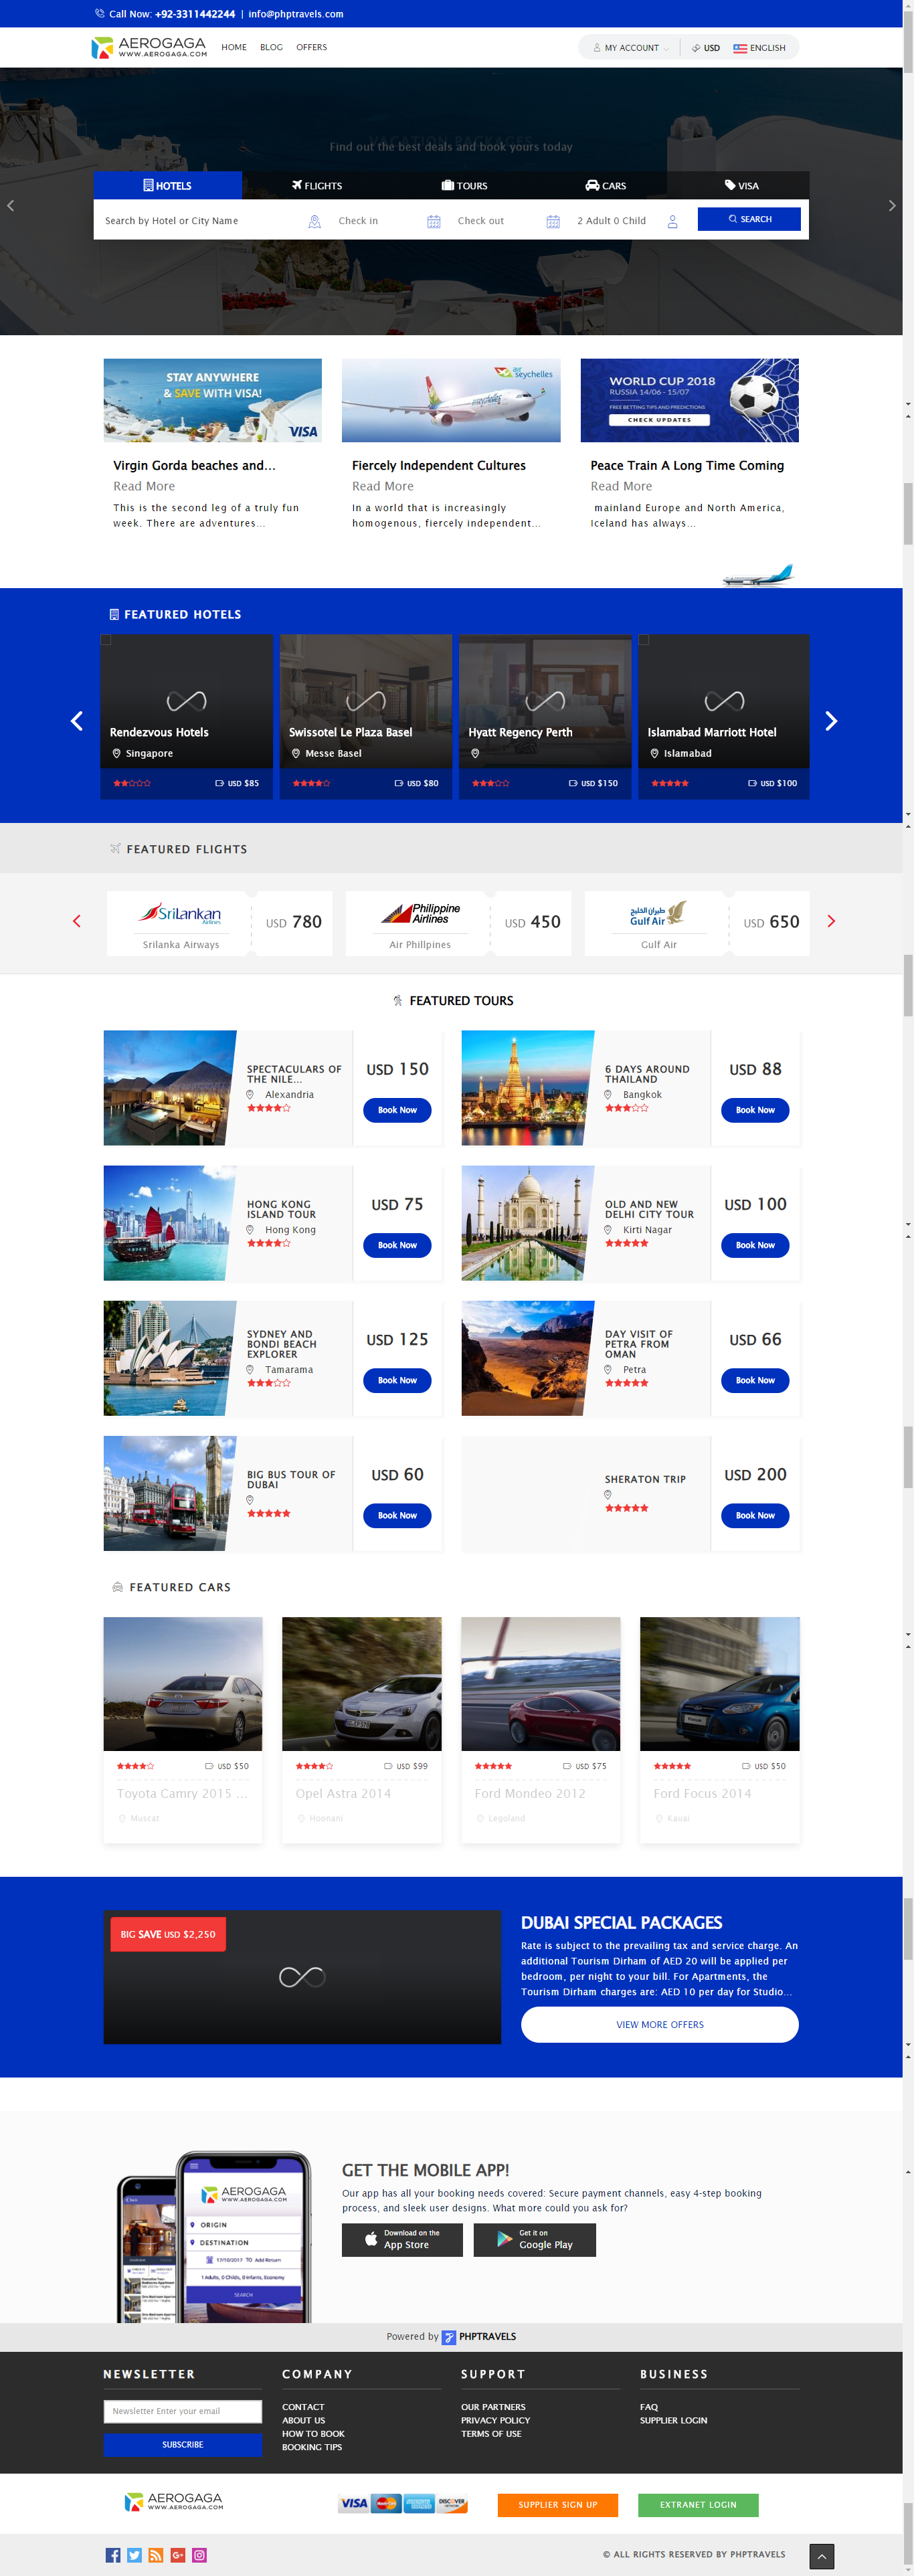 Call Now: +92-3311442244 | info@phptravels.com
AEROGAGA
WWW.AEROGAGA.COM
HOME BLOG OFFERS
MY ACCOUNT USD ENGLISH
VACATION PACKAGES
Find out the best deals and book yours today
HOTELS FLIGHTS TOURS CARS VISA
Search by Hotel or City Name Check in Check out 2 Adult 0 Child SEARCH
STAY ANYWHERE
& SAVE WITH VISA!
VISA
air seychelles
WORLD CUP 2018
RUSSIA 14/06 - 15/07
FREE BETTING TIPS AND PREDICTIONS
CHECK UPDATES
Virgin Gorda beaches and...
Read More
This is the second leg of a truly fun
week. There are adventures...
Fiercely Independent Cultures
Read More
In a world that is increasingly
homogenous, fiercely independent...
Peace Train A Long Time Coming
Read More
mainland Europe and North America,
Iceland has always...
FEATURED HOTELS
Rendezvous Hotels
Singapore
USD $85
Swissotel Le Plaza Basel
Messe Basel
USD $80
Hyatt Regency Perth
USD $150
Islamabad Marriott Hotel
Islamabad
USD $100
FEATURED FLIGHTS
SriLankan
Airlines
Srilanka Airways
USD 780
Philippine
Airlines
Air Phillpines
USD 450
طيران الخليج
Gulf Air
Gulf Air
USD 650
FEATURED TOURS
SPECTACULARS OF
THE NILE...
Alexandria
USD 150
Book Now
6 DAYS AROUND
THAILAND
Bangkok
USD 88
Book Now
HONG KONG
ISLAND TOUR
Hong Kong
USD 75
Book Now
OLD AND NEW
DELHI CITY TOUR
Kirti Nagar
USD 100
Book Now
SYDNEY AND
BONDI BEACH
EXPLORER
Tamarama
USD 125
Book Now
DAY VISIT OF
PETRA FROM
OMAN
Petra
USD 66
Book Now
BIG BUS TOUR OF
DUBAI
USD 60
Book Now
SHERATON TRIP
USD 200
Book Now
FEATURED CARS
USD $50
Toyota Camry 2015 ...
Muscat
USD $99
Opel Astra 2014
Hoonani
USD $75
Ford Mondeo 2012
Legoland
USD $50
Ford Focus 2014
Kauai
BIG SAVE USD $2,250
DUBAI SPECIAL PACKAGES
Rate is subject to the prevailing tax and service charge. An
additional Tourism Dirham of AED 20 will be applied per
bedroom, per night to your bill. For Apartments, the
Tourism Dirham charges are: AED 10 per day for Studio...
VIEW MORE OFFERS
AEROGAGA
WWW.AEROGAGA.COM
ORIGIN
DESTINATION
17/10/2017 TO Add Return
1 Adults, 0 Childs, 0 Infants, Economy
SEARCH
GET THE MOBILE APP!
Our app has all your booking needs covered: Secure payment channels, easy 4-step booking
process, and sleek user designs. What more could you ask for?
Download on the
App Store
Get it on
Google Play
Powered by PHPTRAVELS
NEWSLETTER
Newsletter Enter your email
SUBSCRIBE
COMPANY
CONTACT
ABOUT US
HOW TO BOOK
BOOKING TIPS
SUPPORT
OUR PARTNERS
PRIVACY POLICY
TERMS OF USE
BUSINESS
FAQ
SUPPLIER LOGIN
AEROGAGA
WWW.AEROGAGA.COM
VISA MasterCard AMERICAN EXPRESS DISCOVER
SUPPLIER SIGN UP
EXTRANET LOGIN
© ALL RIGHTS RESERVED BY PHPTRAVELS